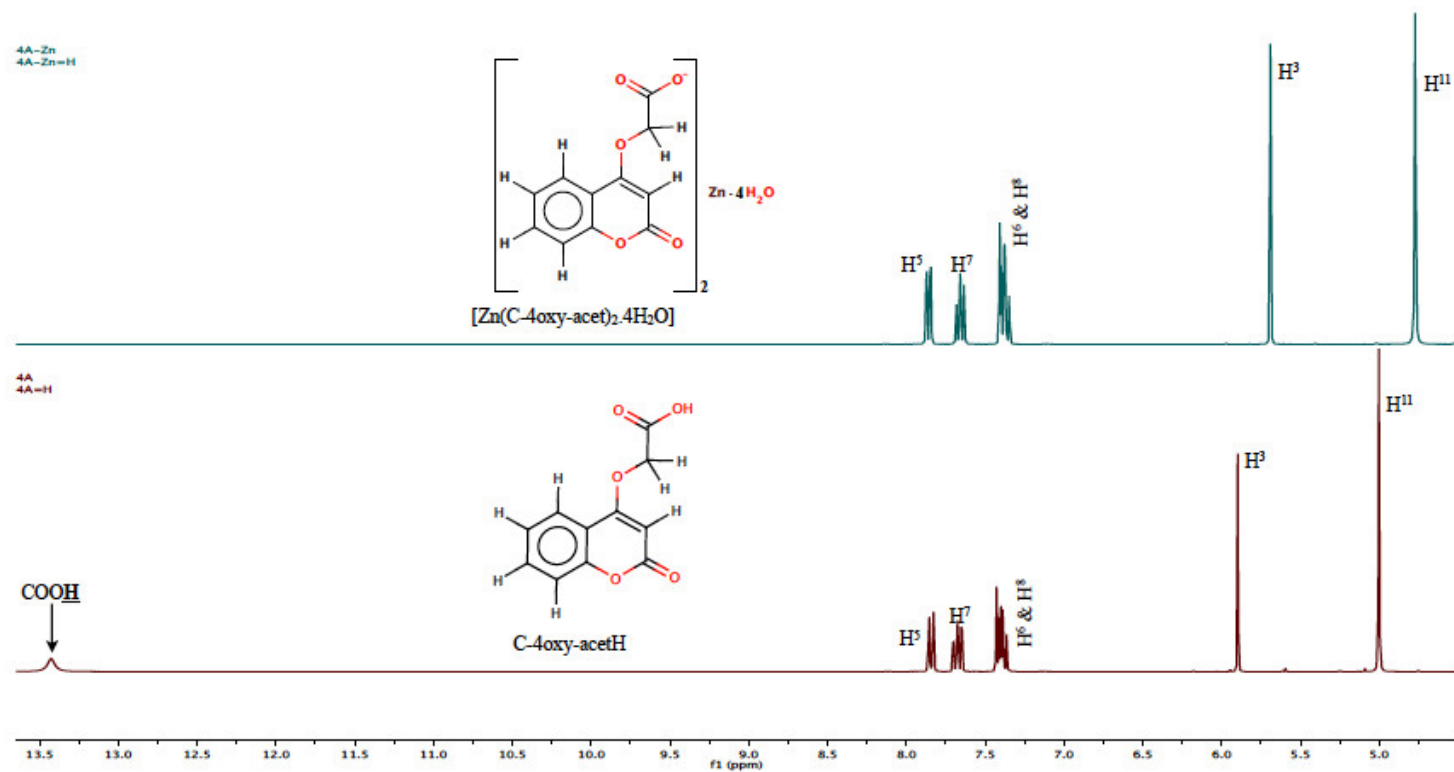 4A-Zn
4A-Zn=H
O
O-
H
H
H
O
H
H
H
H
H
O
O
2
Zn - 4 H₂O
[Zn(C-4oxy-acet)₂.4H₂O]
H⁵
H⁷
H⁶ & H⁸
H³
H¹¹
4A
4A=H
O
OH
H
H
H
O
H
H
H
H
H
O
O
C-4oxy-acetH
COOH
H⁵
H⁷
H⁶ & H⁸
H³
H¹¹
13.5 13.0 12.5 12.0 11.5 11.0 10.5 10.0 9.5 9.0 8.5 8.0 7.5 7.0 6.5 6.0 5.5 5.0
f1 (ppm)